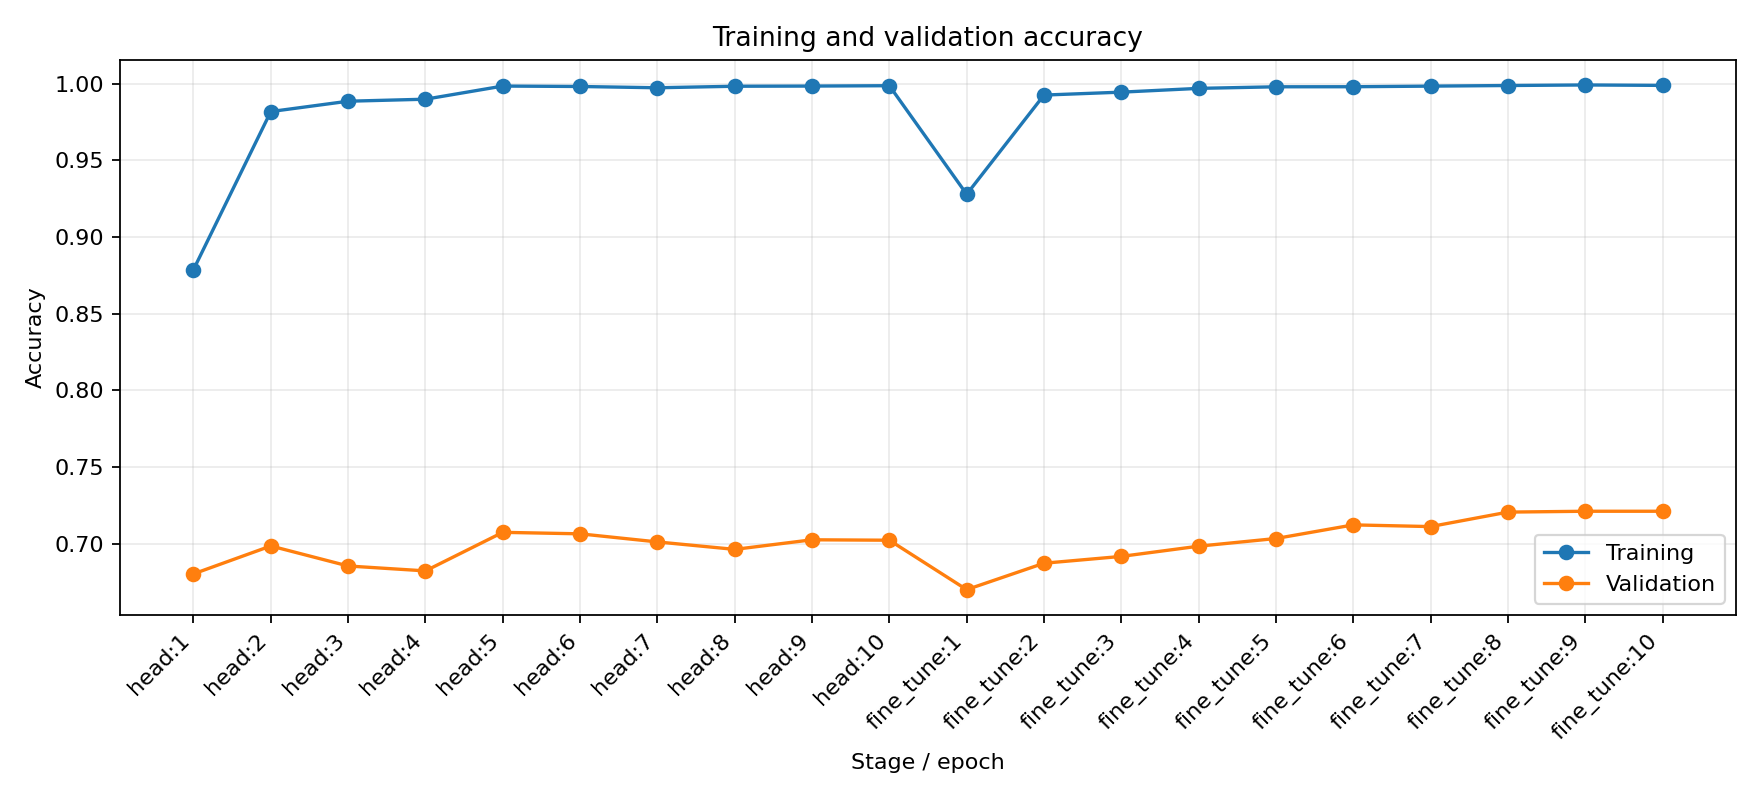 Training and validation accuracy
Accuracy
1.00
0.95
0.90
0.85
0.80
0.75
0.70
Training
Validation
head:1
head:2
head:3
head:4
head:5
head:6
head:7
head:8
head:9
head:10
fine_tune:1
fine_tune:2
fine_tune:3
fine_tune:4
fine_tune:5
fine_tune:6
fine_tune:7
fine_tune:8
fine_tune:9
fine_tune:10
Stage / epoch